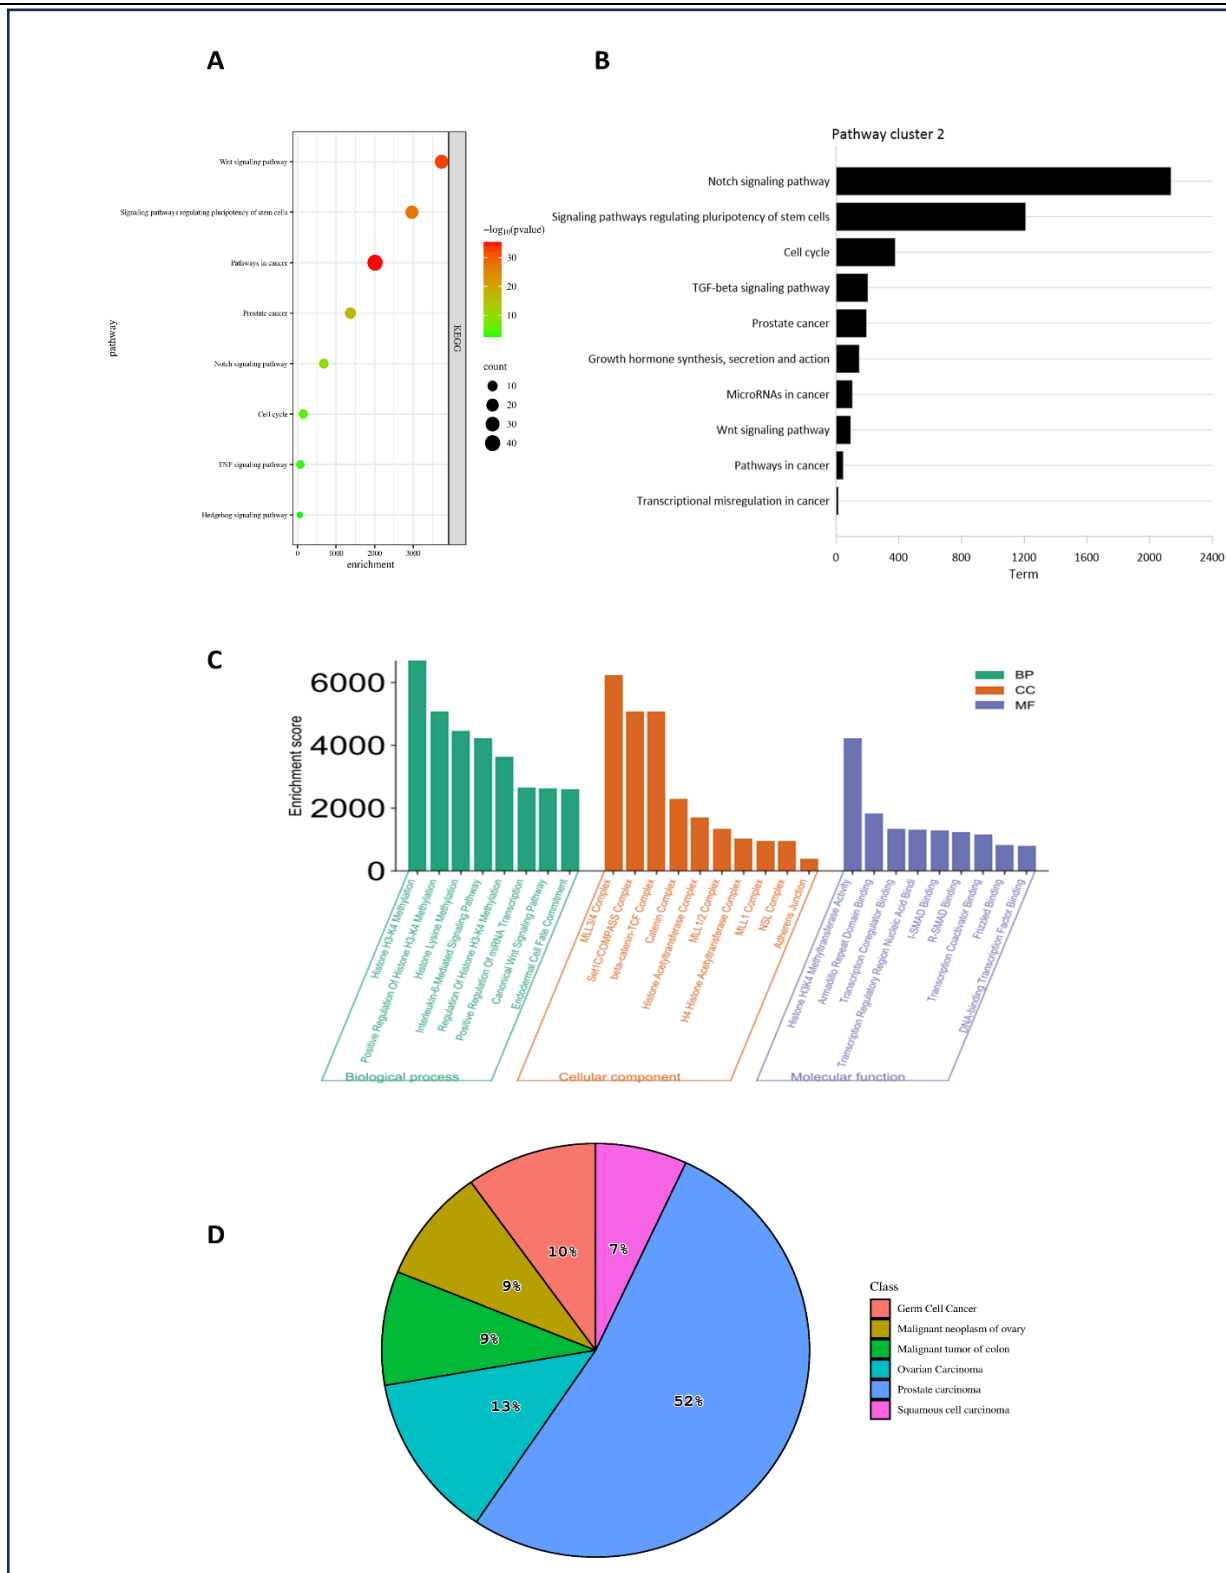 A
B
Wnt signaling pathway
Signaling pathways regulating pluripotency of stem cells
Pathways in cancer
Prostate cancer
Notch signaling pathway
Cell cycle
TNF signaling pathway
Hedgehog signaling pathway
pathway
KEGG
0 1000 2000 3000
enrichment
−log10(pvalue)
30
20
10
count
10
20
30
40
Pathway cluster 2
Notch signaling pathway
Signaling pathways regulating pluripotency of stem cells
Cell cycle
TGF-beta signaling pathway
Prostate cancer
Growth hormone synthesis, secretion and action
MicroRNAs in cancer
Wnt signaling pathway
Pathways in cancer
Transcriptional misregulation in cancer
0 400 800 1200 1600 2000 2400
Term
C
Enrichment score
6000
4000
2000
0
BP
CC
MF
Histone H3-K4 Methylation
Positive Regulation Of Histone H3-K4 Methylation
Histone Lysine Methylation
Interleukin-6-Mediated Signaling Pathway
Regulation Of Histone H3-K4 Methylation
Positive Regulation Of miRNA Transcription
Canonical Wnt Signaling Pathway
Endodermal Cell Fate Commitment
Biological process
MLL3/4 Complex
Set1C/COMPASS Complex
beta-catenin-TCF Complex
Catenin Complex
Histone Acetyltransferase Complex
MLL1/2 Complex
H4 Histone Acetyltransferase Complex
MLL1 Complex
NSL Complex
Adherens Junction
Cellular component
Histone H3K4 Methyltransferase Activity
Armadillo Repeat Domain Binding
Transcription Coregulator Binding
Transcription Regulatory Region Nucleic Acid Bindi
I-SMAD Binding
R-SMAD Binding
Transcription Coactivator Binding
Frizzled Binding
DNA-binding Transcription Factor Binding
Molecular function
D
10%
7%
9%
9%
13%
52%
Class
Germ Cell Cancer
Malignant neoplasm of ovary
Malignant tumor of colon
Ovarian Carcinoma
Prostate carcinoma
Squamous cell carcinoma